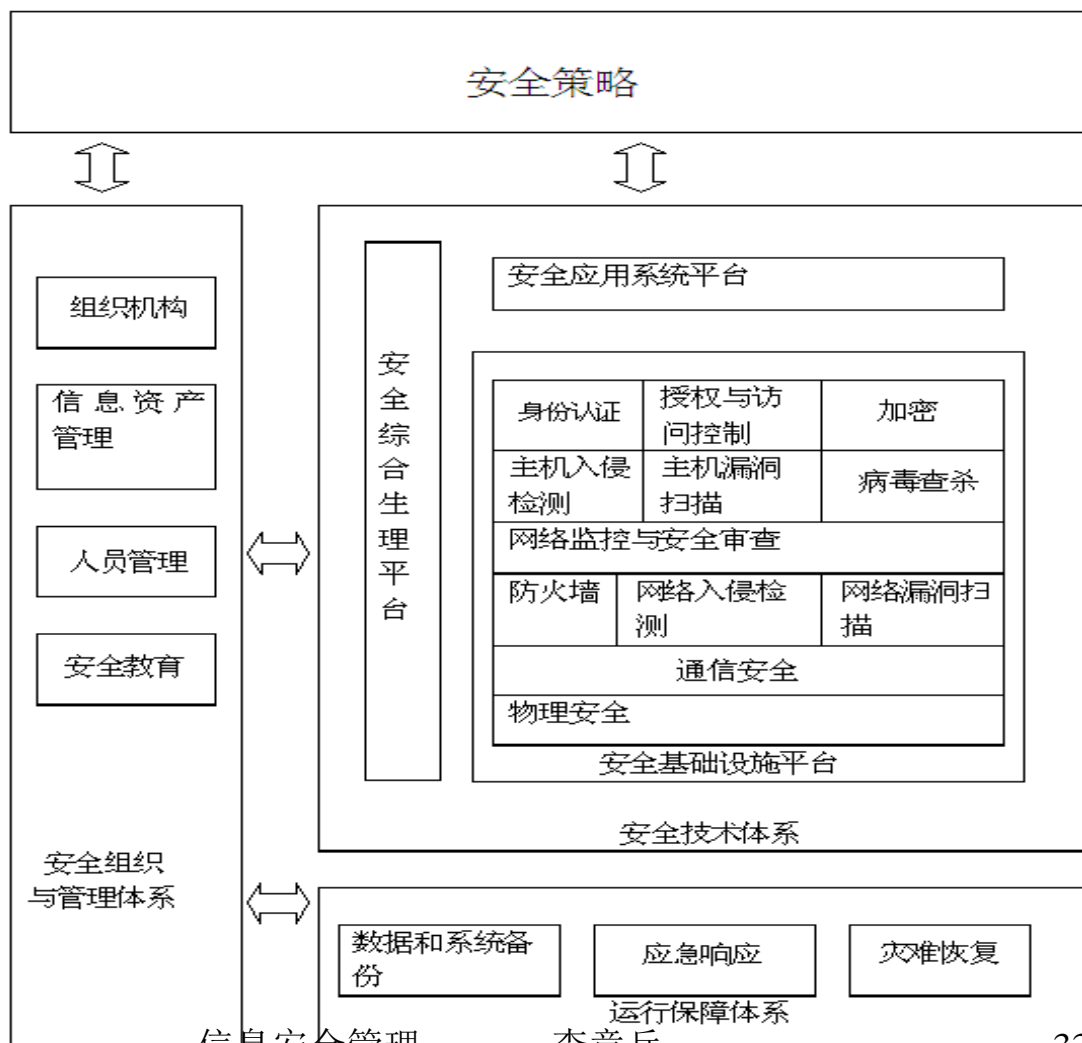 安全策略
组织机构
信息资产
管理
人员管理
安全教育
安全组织
与管理体系
安全综合生理平台
安全应用系统平台
身份认证
授权与访
问控制
加密
主机入侵
检测
主机漏洞
扫描
病毒查杀
网络监控与安全审查
防火墙
网络入侵检
测
网络漏洞扫
描
通信安全
物理安全
安全基础设施平台
安全技术体系
数据和系统备
份
应急响应
灾难恢复
运行保障体系
信息安全管理